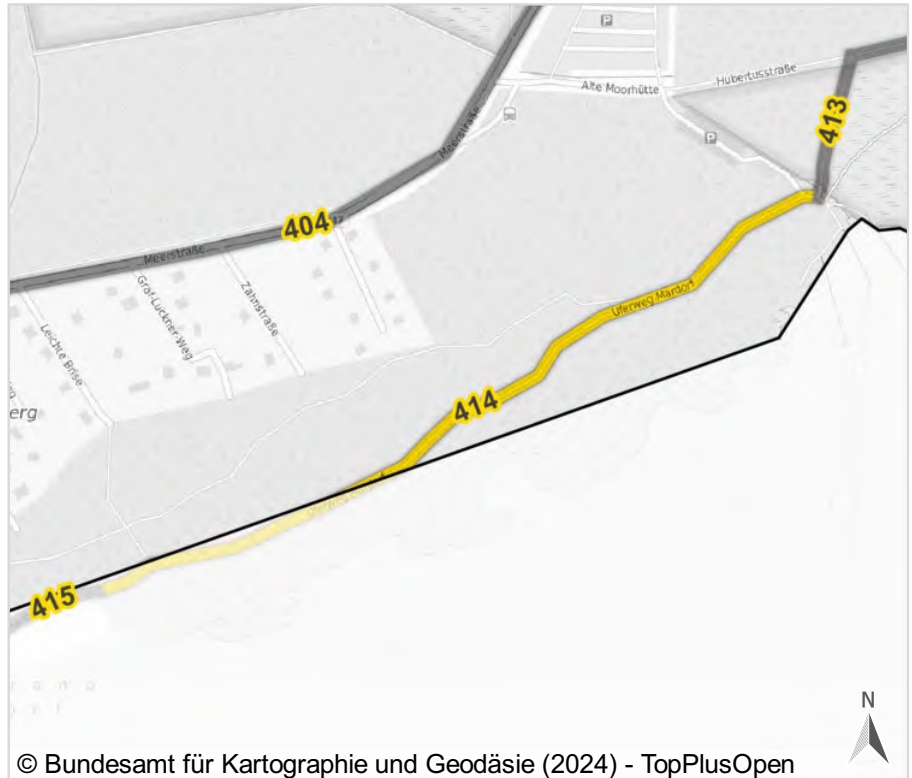 P
Alte Moorhütte
Hubertusstraße
413
P
Meerstraße
404
Meerstraße
Graf-Luckner-Weg
Zahnstraße
Leichte Brise
Uferweg Mardorf
erg
414
415
N
© Bundesamt für Kartographie und Geodäsie (2024) - TopPlusOpen